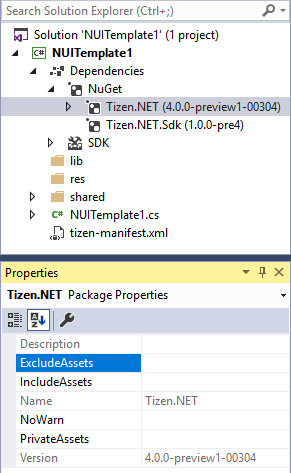 Search Solution Explorer (Ctrl+;)
Solution 'NUITemplate1' (1 project)
NUITemplate1
Dependencies
NuGet
Tizen.NET (4.0.0-preview1-00304)
Tizen.NET.Sdk (1.0.0-pre4)
SDK
lib
res
shared
C# NUITemplate1.cs
tizen-manifest.xml
Properties
Tizen.NET Package Properties
Description
ExcludeAssets
IncludeAssets
Name Tizen.NET
NoWarn
PrivateAssets
Version 4.0.0-preview1-00304